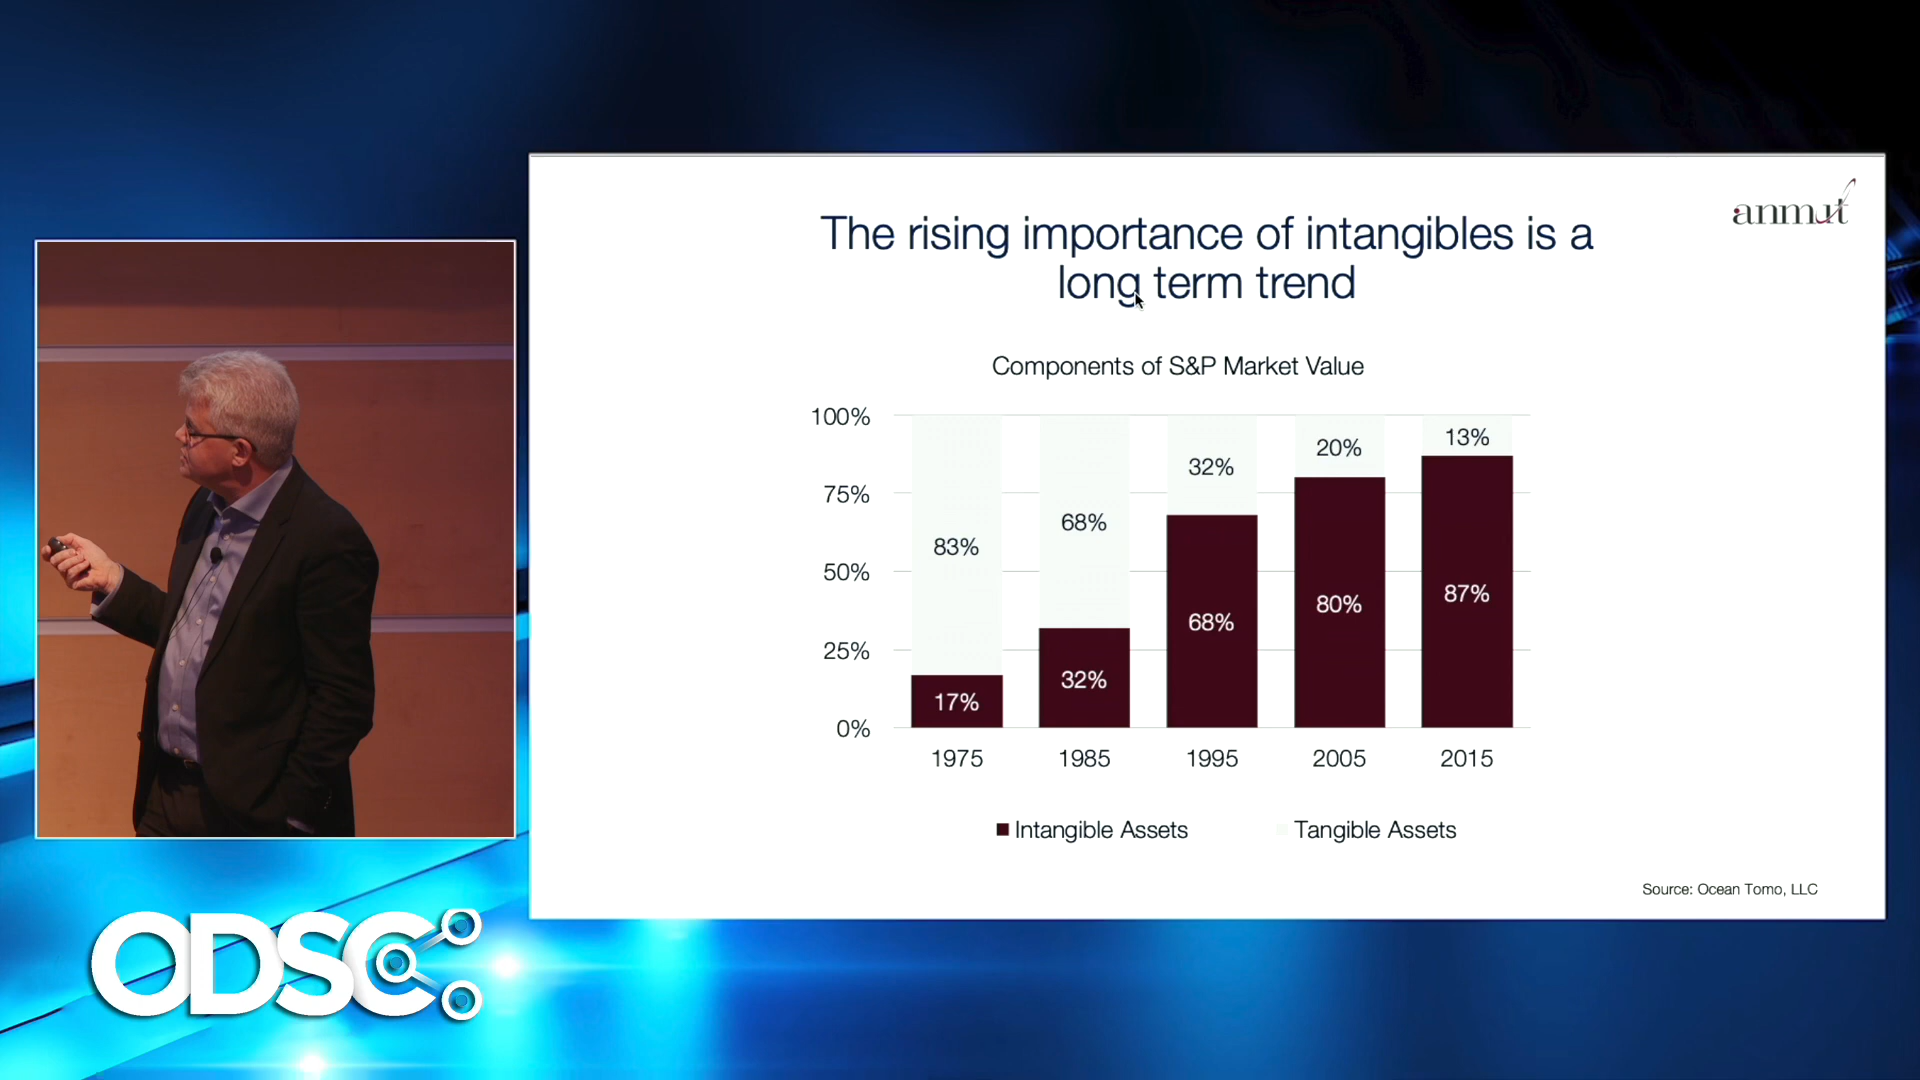 anmut
The rising importance of intangibles is a
long term trend
Components of S&P Market Value
100%
75%
50%
25%
0%
83%
68%
32%
20%
13%
17%
32%
68%
80%
87%
1975
1985
1995
2005
2015
Intangible Assets
Tangible Assets
Source: Ocean Tomo, LLC
ODSC